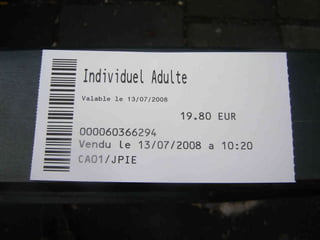 Individuel Adulte
Valable le 13/07/2008
19.80 EUR
000060366294
Vendu le 13/07/2008 a 10:20
CA01/JPIE